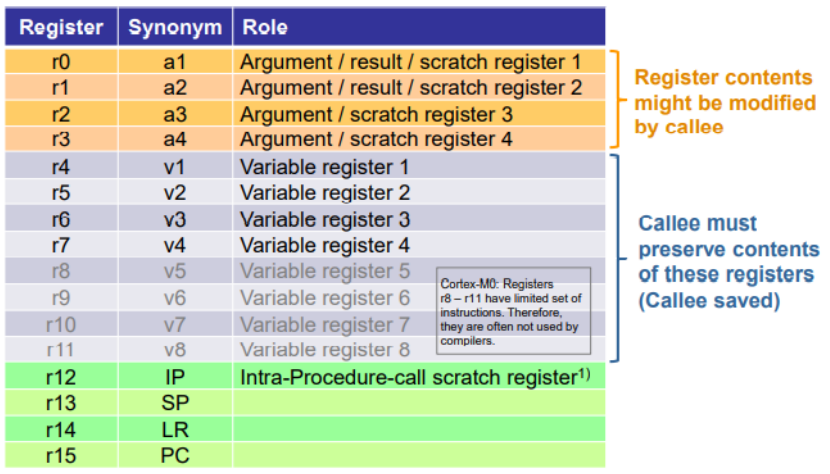 Register Synonym Role
r0 a1 Argument / result / scratch register 1
r1 a2 Argument / result / scratch register 2
r2 a3 Argument / scratch register 3
r3 a4 Argument / scratch register 4
r4 v1 Variable register 1
r5 v2 Variable register 2
r6 v3 Variable register 3
r7 v4 Variable register 4
r8 v5 Variable register 5
r9 v6 Variable register 6
r10 v7 Variable register 7
r11 v8 Variable register 8
r12 IP Intra-Procedure-call scratch register1)
r13 SP
r14 LR
r15 PC
Cortex-M0: Registers
r8 – r11 have limited set of
instructions. Therefore,
they are often not used by
compilers.
Register contents
might be modified
by callee
Callee must
preserve contents
of these registers
(Callee saved)